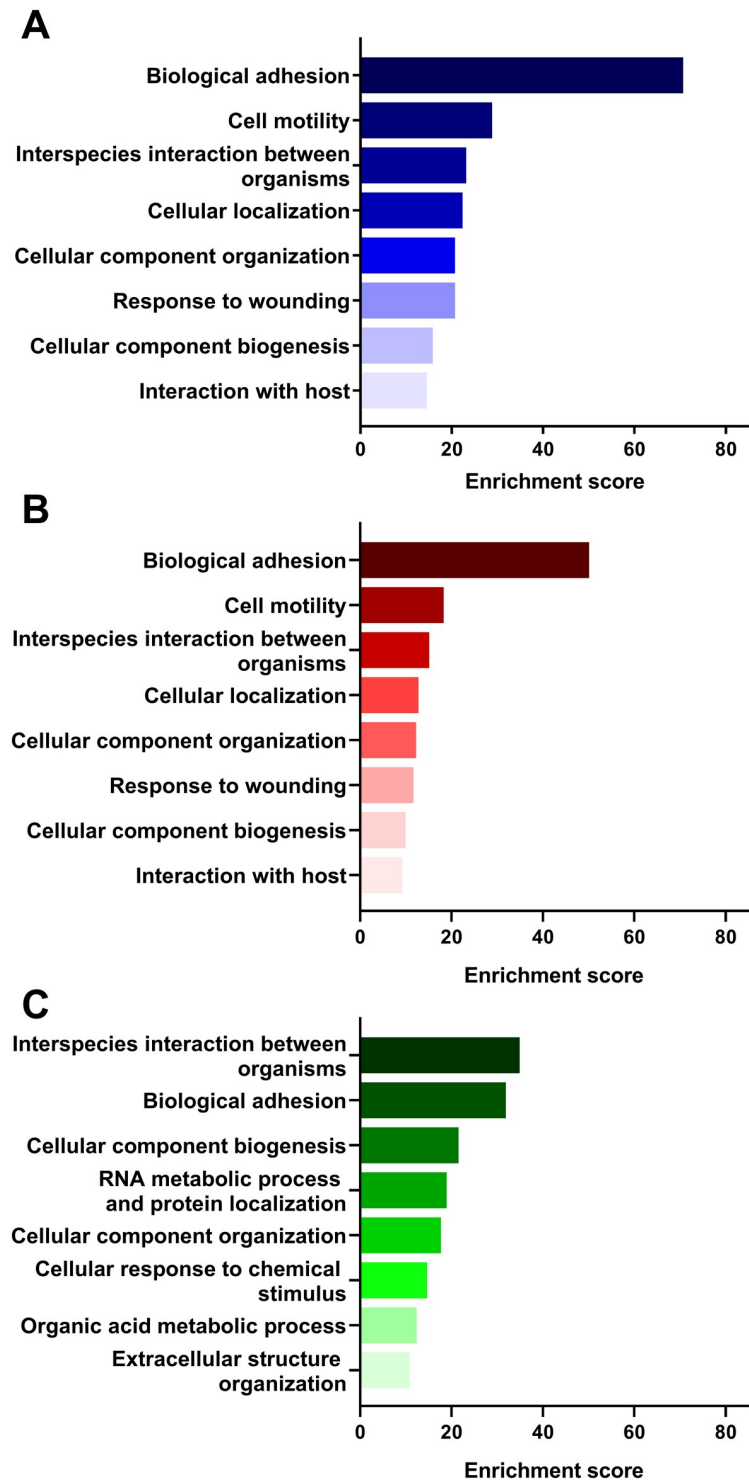 A
Biological adhesion
Cell motility
Interspecies interaction between
organisms
Cellular localization
Cellular component organization
Response to wounding
Cellular component biogenesis
Interaction with host
0 20 40 60 80
Enrichment score
B
Biological adhesion
Cell motility
Interspecies interaction between
organisms
Cellular localization
Cellular component organization
Response to wounding
Cellular component biogenesis
Interaction with host
0 20 40 60 80
Enrichment score
C
Interspecies interaction between
organisms
Biological adhesion
Cellular component biogenesis
RNA metabolic process
and protein localization
Cellular component organization
Cellular response to chemical
stimulus
Organic acid metabolic process
Extracellular structure
organization
0 20 40 60 80
Enrichment score